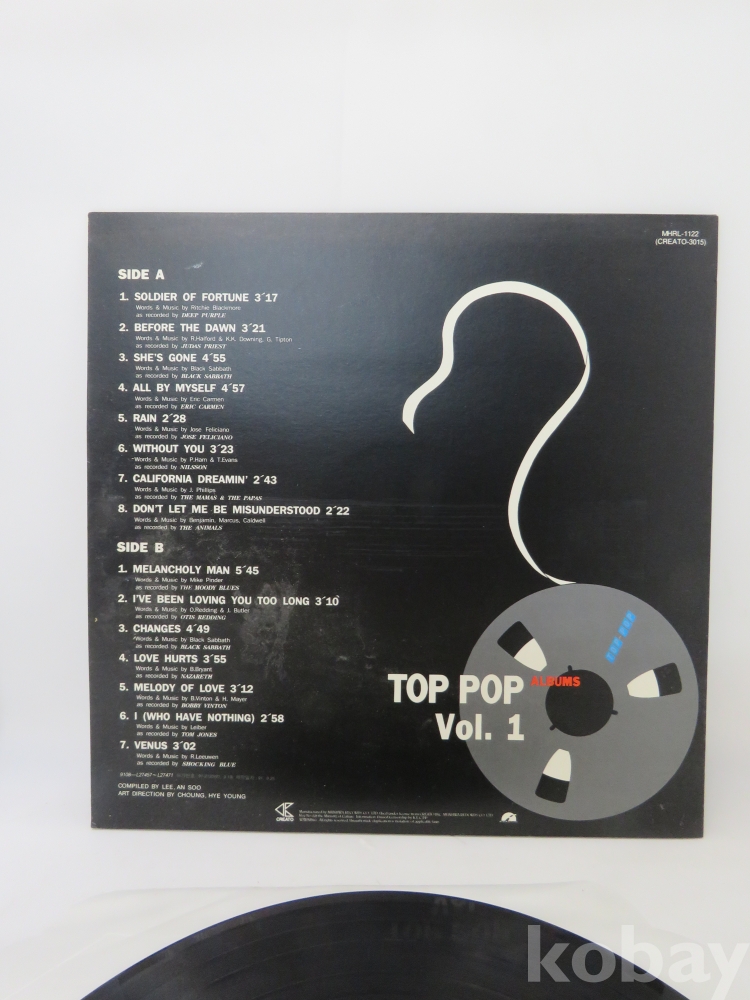 MHRL-1122
(CREATO-3015)
SIDE A
1. SOLDIER OF FORTUNE 3´17
Words & Music by Ritchie Blackmore
as recorded by DEEP PURPLE
2. BEFORE THE DAWN 3´21
Words & Music by R.Halford & K.K. Downing, G. Tipton
as recorded by JUDAS PRIEST
3. SHE'S GONE 4´55
Words & Music by Black Sabbath
as recorded by BLACK SABBATH
4. ALL BY MYSELF 4´57
Words & Music by Eric Carmen
as recorded by ERIC CARMEN
5. RAIN 2´28
Words & Music by Jose Feliciano
as recorded by JOSE FELICIANO
6. WITHOUT YOU 3´23
Words & Music by P.Ham & T.Evans
as recorded by NILSSON
7. CALIFORNIA DREAMIN' 2´43
Words & Music by J. Phillips
as recorded by THE MAMAS & THE PAPAS
8. DON'T LET ME BE MISUNDERSTOOD 2´22
Words & Music by Benjamin, Marcus, Caldwell
as recorded by THE ANIMALS
SIDE B
1. MELANCHOLY MAN 5´45
Words & Music by Mike Pinder
as recorded by THE MOODY BLUES
2. I'VE BEEN LOVING YOU TOO LONG 3´10
Words & Music by O.Redding & J. Butler
as recorded by OTIS REDDING
3. CHANGES 4´49
Words & Music by Black Sabbath
as recorded by BLACK SABBATH
4. LOVE HURTS 3´55
Words & Music by B.Bryant
as recorded by NAZARETH
5. MELODY OF LOVE 3´12
Words & Music by B.Vinton & H. Mayer
as recorded by BOBBY VINTON
6. I (WHO HAVE NOTHING) 2´58
Words & Music by Leiber
as recorded by TOM JONES
7. VENUS 3´02
Words & Music by R.Leeuwen
as recorded by SHOCKING BLUE
COMPILED BY LEE, AN SOO
ART DIRECTION BY CHOUNG, HYE YOUNG
TOP POP ALBUMS
Vol. 1
CREATO
kobay